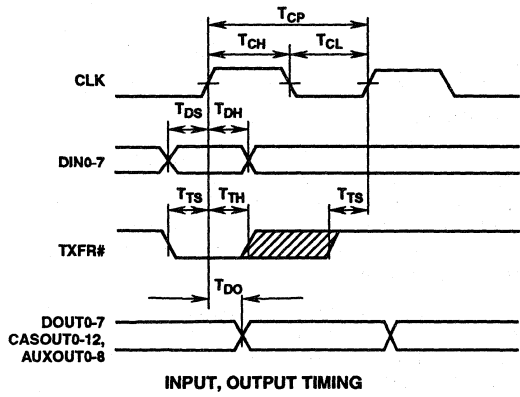 TCP
TCH TCL
CLK
TDS TDH
DIN0-7
TTS TTH TTS
TXFR#
TDO
DOUT0-7
CASOUT0-12,
AUXOUT0-8
INPUT, OUTPUT TIMING